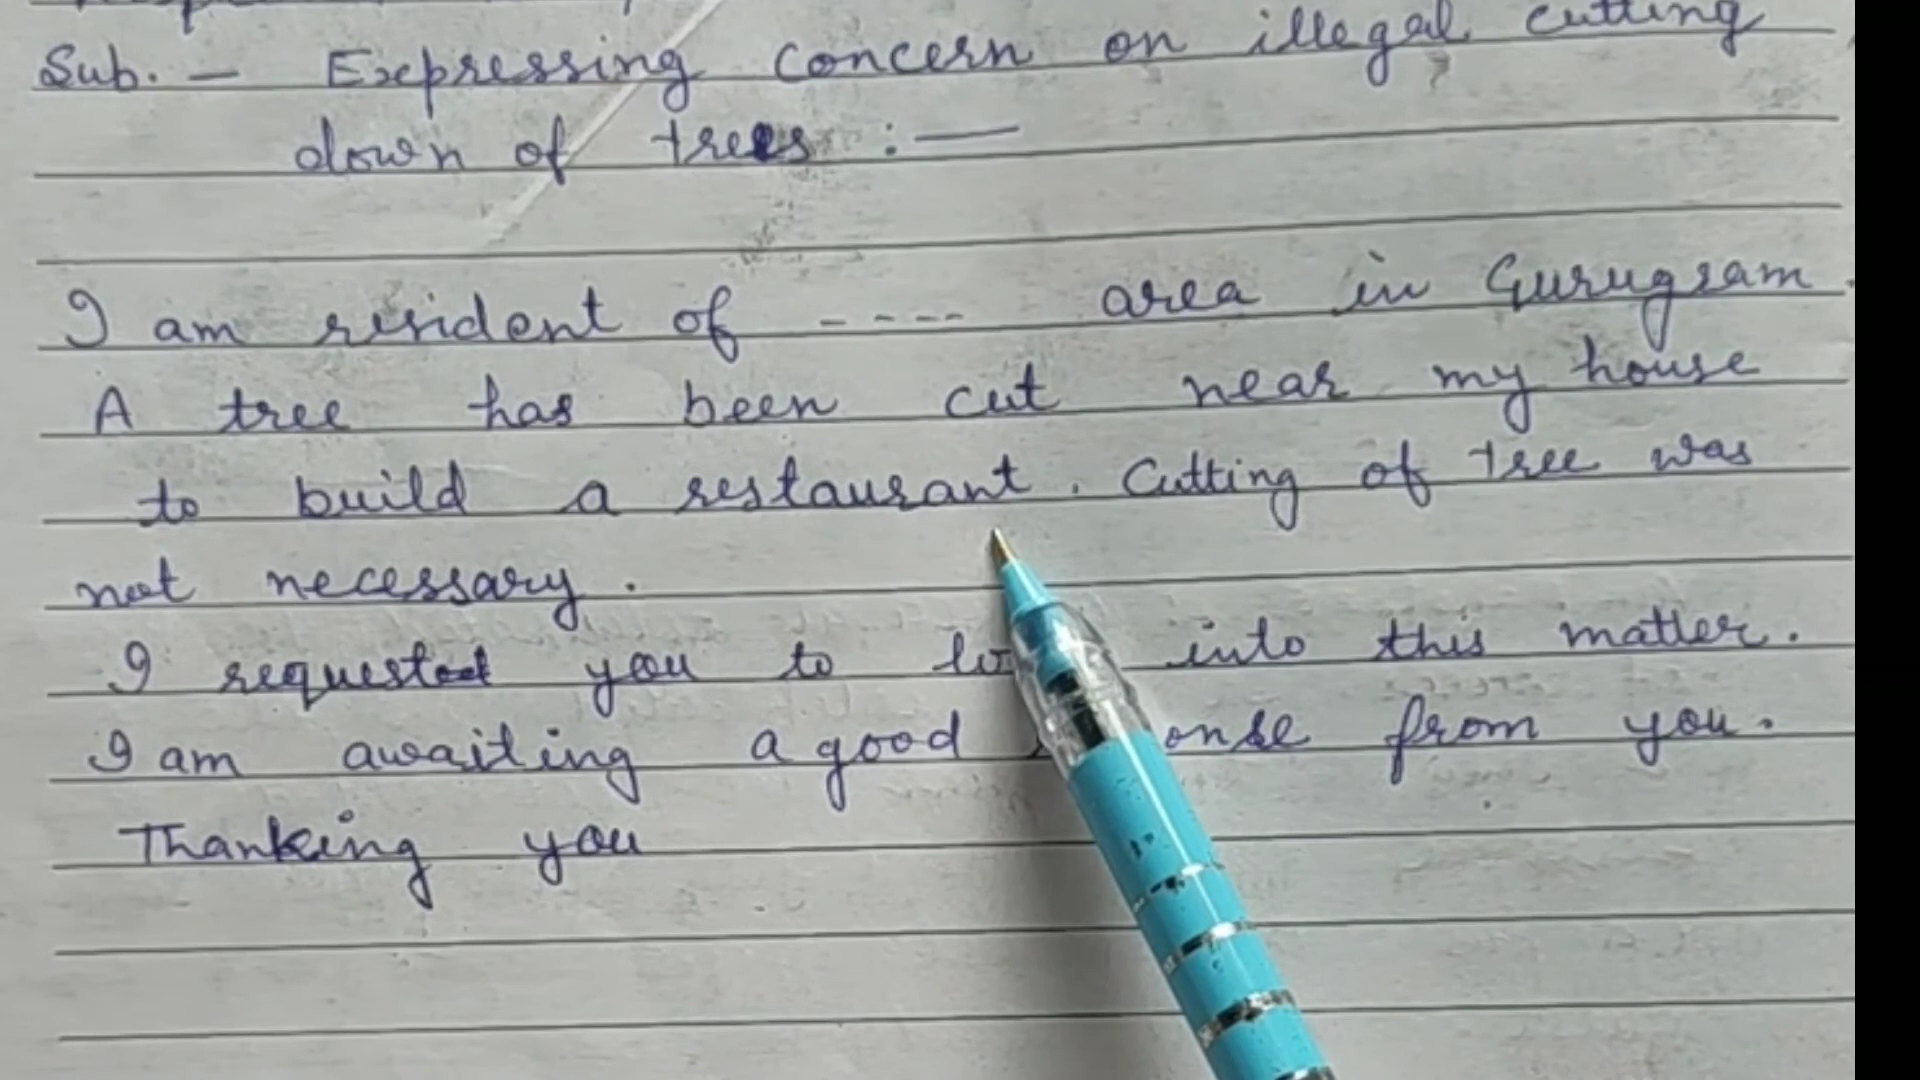 Sub. - Expressing concern on illegal cutting
down of trees :-
I am resident of ---- area in Gurugram.
A tree has been cut near my house
to build a restaurant. Cutting of tree was
not necessary.
I request you to into this matter.
I am awaiting a good from you.
Thanking you